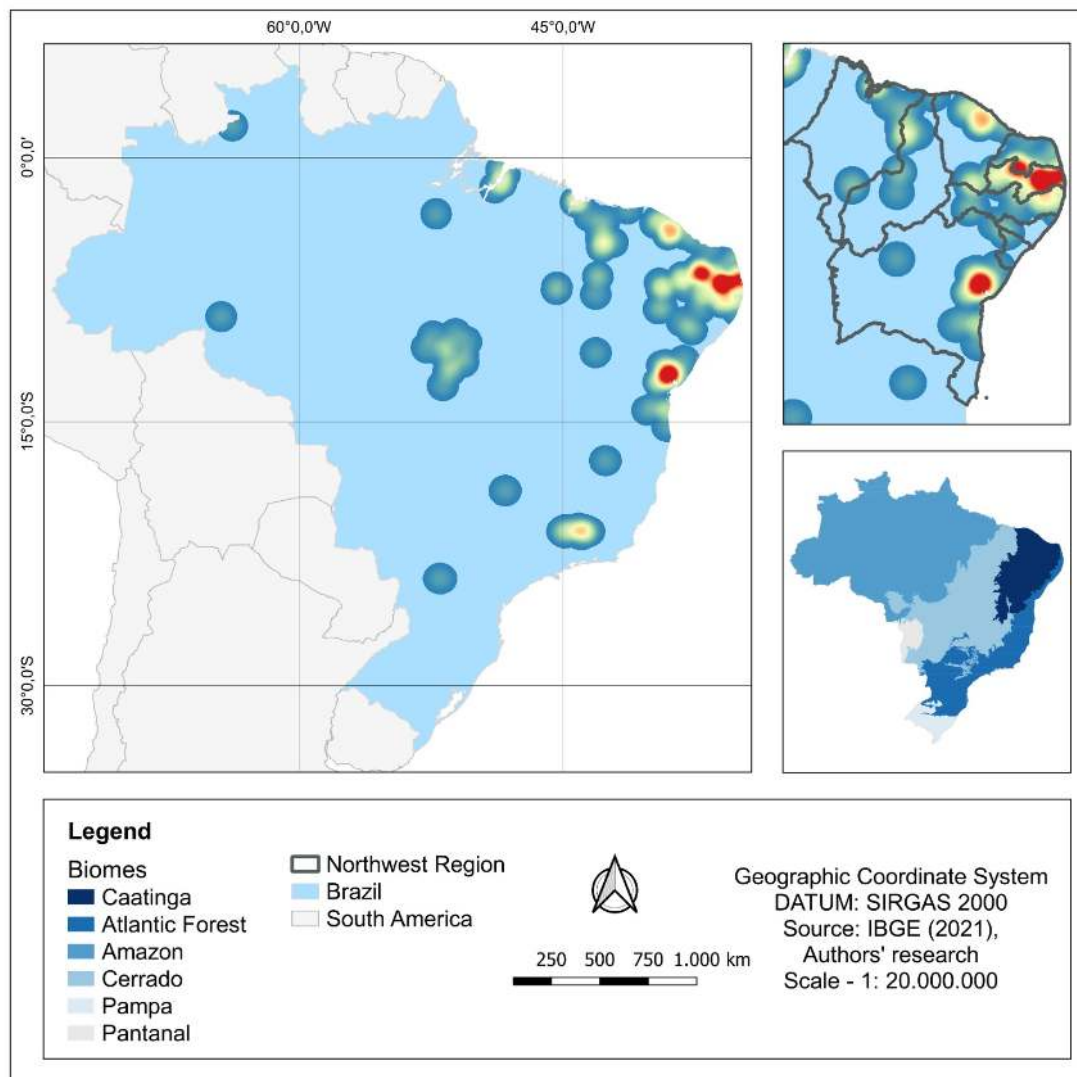 60°0,0'W 45°0,0'W
0°0,0'
15°0,0'S
30°0,0'S
Legend
Biomes
Caatinga
Atlantic Forest
Amazon
Cerrado
Pampa
Pantanal
Northwest Region
Brazil
South America
250 500 750 1.000 km
Geographic Coordinate System
DATUM: SIRGAS 2000
Source: IBGE (2021),
Authors' research
Scale - 1: 20.000.000